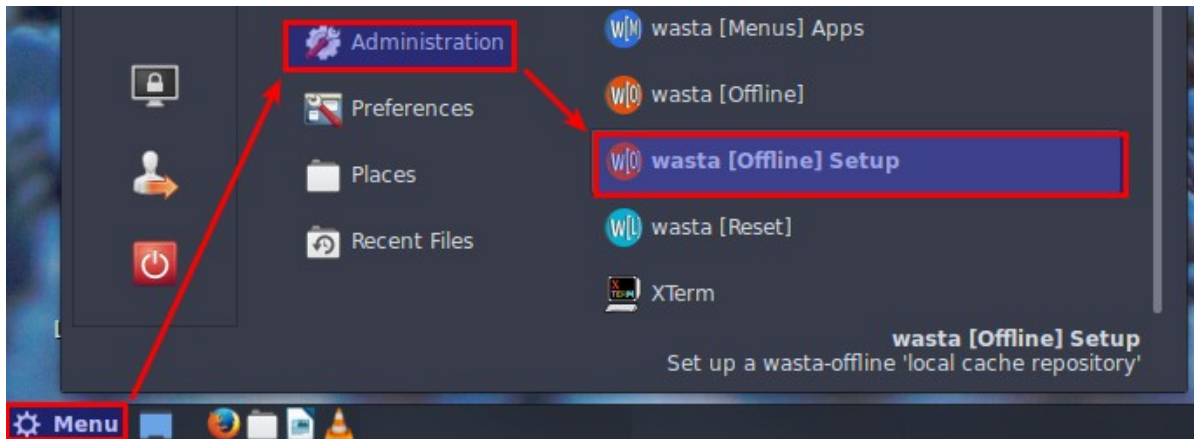 Administration
Preferences
Places
Recent Files
W[M] wasta [Menus] Apps
W[O] wasta [Offline]
W[O] wasta [Offline] Setup
W[L] wasta [Reset]
X TERM XTerm
wasta [Offline] Setup
Set up a wasta-offline 'local cache repository'
Menu